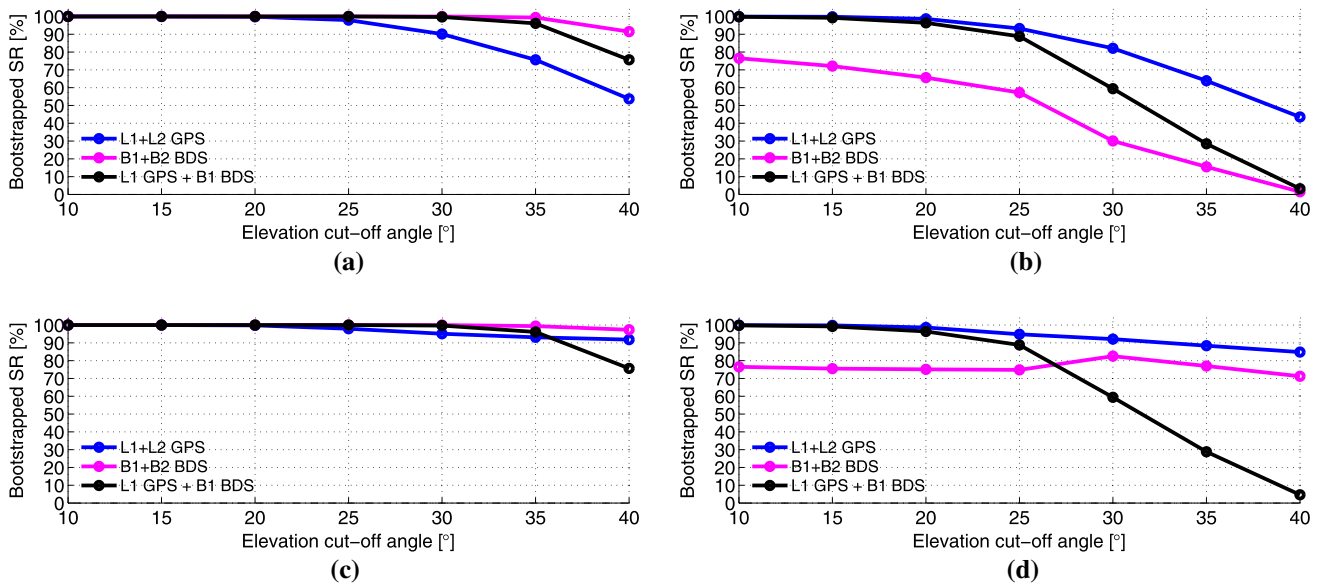 Bootstrapped SR [%]
100
90
80
70
60
50
40
30
20
10
0
L1+L2 GPS
B1+B2 BDS
L1 GPS + B1 BDS
10 15 20 25 30 35 40
Elevation cut−off angle [°]
(a)
Bootstrapped SR [%]
100
90
80
70
60
50
40
30
20
10
0
L1+L2 GPS
B1+B2 BDS
L1 GPS + B1 BDS
10 15 20 25 30 35 40
Elevation cut−off angle [°]
(b)
Bootstrapped SR [%]
100
90
80
70
60
50
40
30
20
10
0
L1+L2 GPS
B1+B2 BDS
L1 GPS + B1 BDS
10 15 20 25 30 35 40
Elevation cut−off angle [°]
(c)
Bootstrapped SR [%]
100
90
80
70
60
50
40
30
20
10
0
L1+L2 GPS
B1+B2 BDS
L1 GPS + B1 BDS
10 15 20 25 30 35 40
Elevation cut−off angle [°]
(d)